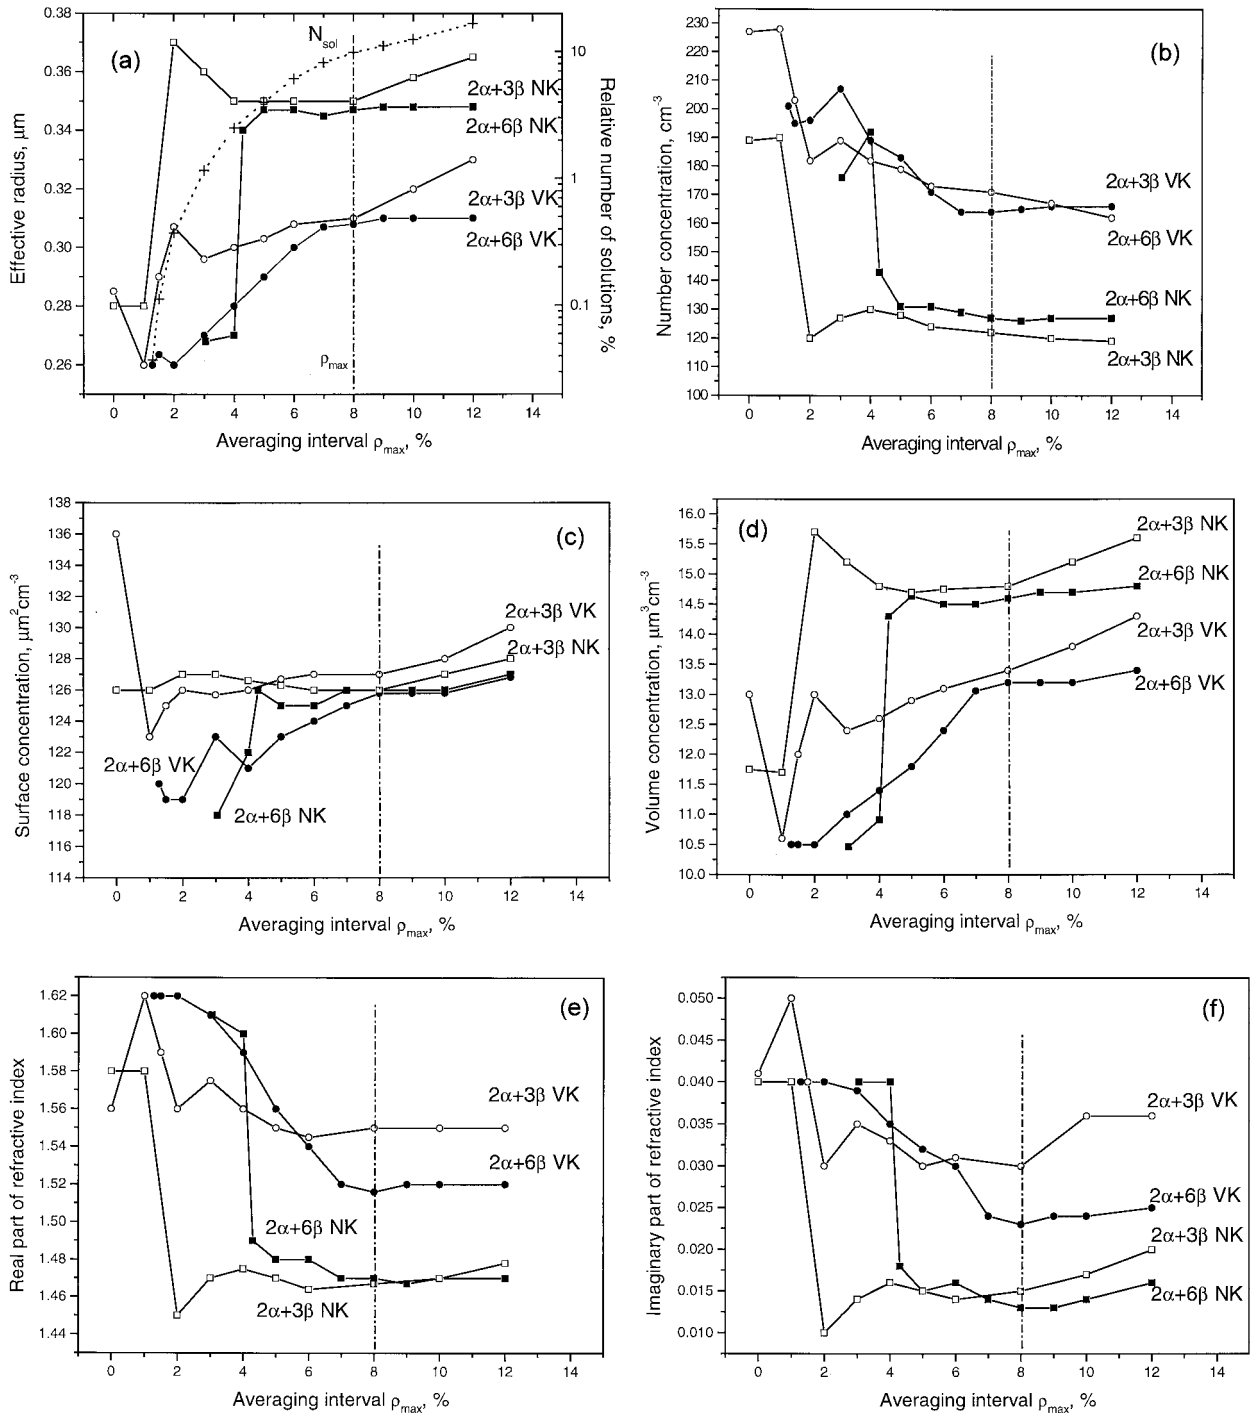 (a)
Effective radius, μm
0.38
0.36
0.34
0.32
0.30
0.28
0.26
N_sol
2α+3β NK
2α+6β NK
2α+3β VK
2α+6β VK
ρ_max
10
1
0.1
Relative number of solutions, %
0 2 4 6 8 10 12 14
Averaging interval ρ_max, %
(b)
Number concentration, cm⁻³
230
220
210
200
190
180
170
160
150
140
130
120
110
100
2α+3β VK
2α+6β VK
2α+6β NK
2α+3β NK
0 2 4 6 8 10 12 14
Averaging interval ρ_max, %
(c)
Surface concentration, μm²cm⁻³
138
136
134
132
130
128
126
124
122
120
118
116
114
2α+3β VK
2α+3β NK
2α+6β VK
2α+6β NK
0 2 4 6 8 10 12 14
Averaging interval ρ_max, %
(d)
Volume concentration, μm³cm⁻³
16.0
15.5
15.0
14.5
14.0
13.5
13.0
12.5
12.0
11.5
11.0
10.5
10.0
2α+3β NK
2α+6β NK
2α+3β VK
2α+6β VK
0 2 4 6 8 10 12 14
Averaging interval ρ_max, %
(e)
Real part of refractive index
1.62
1.60
1.58
1.56
1.54
1.52
1.50
1.48
1.46
1.44
2α+3β VK
2α+6β VK
2α+6β NK
2α+3β NK
0 2 4 6 8 10 12 14
Averaging interval ρ_max, %
(f)
Imaginary part of refractive index
0.050
0.045
0.040
0.035
0.030
0.025
0.020
0.015
0.010
2α+3β VK
2α+6β VK
2α+3β NK
2α+6β NK
0 2 4 6 8 10 12 14
Averaging interval ρ_max, %